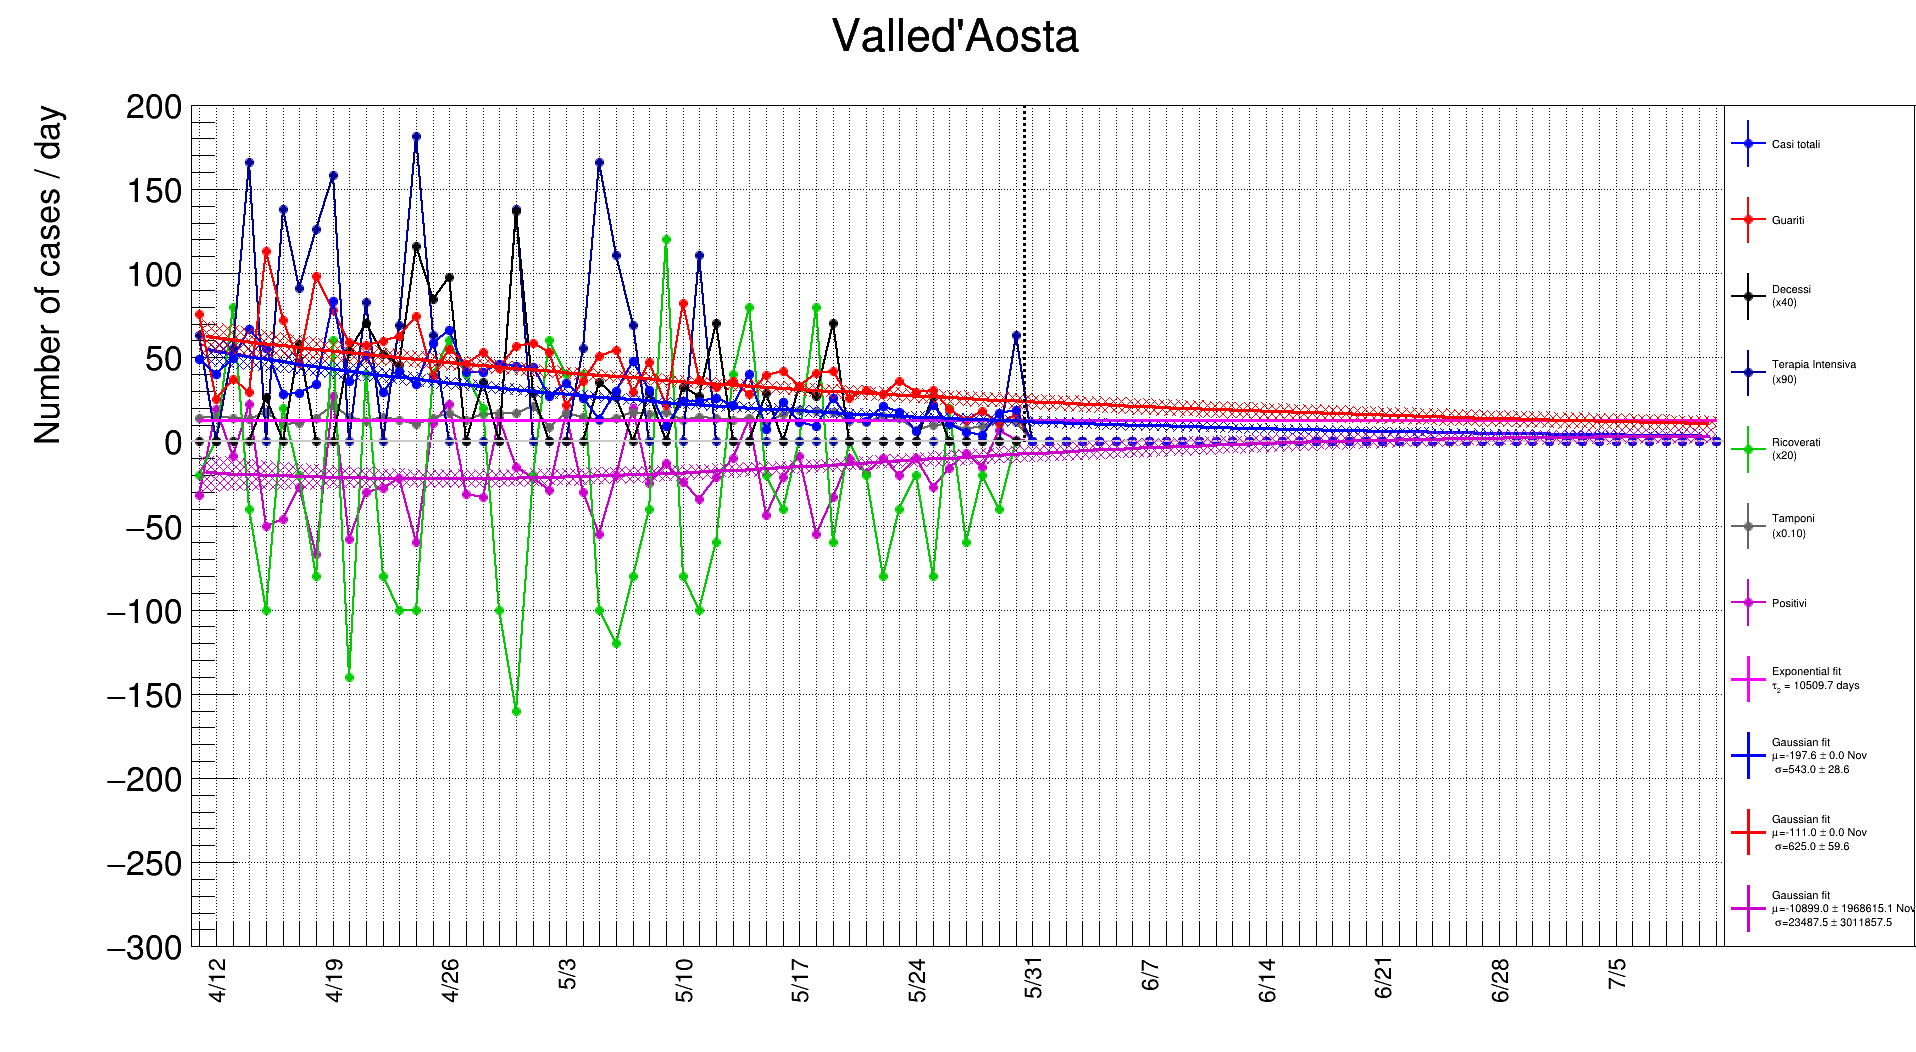 Valled'Aosta
Number of cases / day
200
150
100
50
0
−50
−100
−150
−200
−250
−300
4/12
4/19
4/26
5/3
5/10
5/17
5/24
5/31
6/7
6/14
6/21
6/28
7/5
Casi totali
Guariti
Decessi
(x40)
Terapia Intensiva
(x90)
Ricoverati
(x20)
Tamponi
(x0.10)
Positivi
Exponential fit
τ2 = 10509.7 days
Gaussian fit
μ=-197.6 ± 0.0 Nov
σ=543.0 ± 28.6
Gaussian fit
μ=-111.0 ± 0.0 Nov
σ=625.0 ± 59.6
Gaussian fit
μ=-10899.0 ± 1968615.1 Nov
σ=23487.5 ± 3011857.5